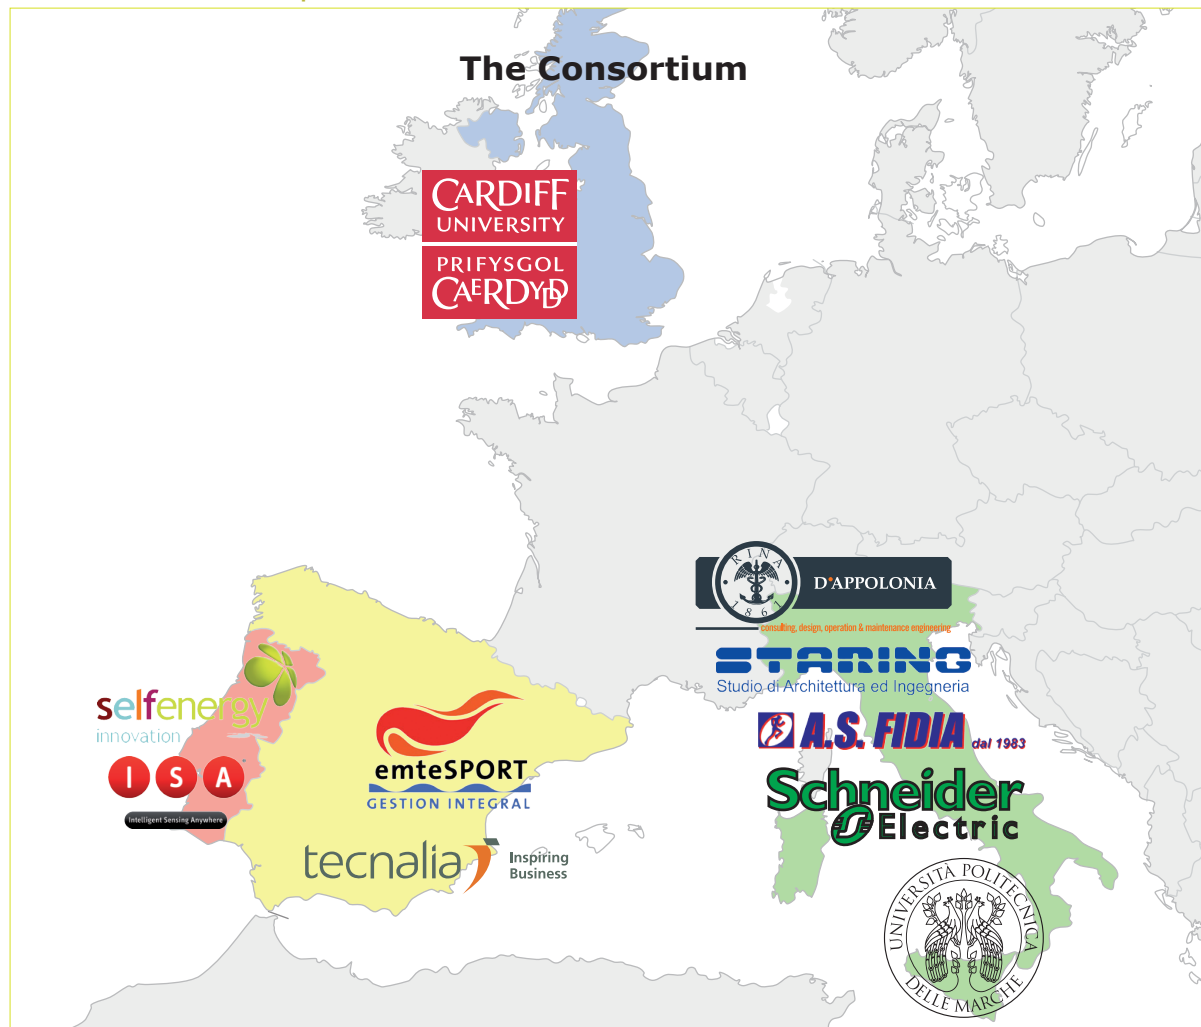 The Consortium
CARDIFF
UNIVERSITY
PRIFYSGOL
CAERDYDD
RINA
1861
D'APPOLONIA
consulting, design, operation & maintenance engineering
STARING
Studio di Architettura ed Ingegneria
selfenergy
innovation
A.S. FIDIA dal 1983
emteSPORT
GESTION INTEGRAL
ISA
Intelligent Sensing Anywhere
Schneider
Electric
tecnalia Inspiring
Business
UNIVERSITÀ POLITECNICA
DELLE MARCHE